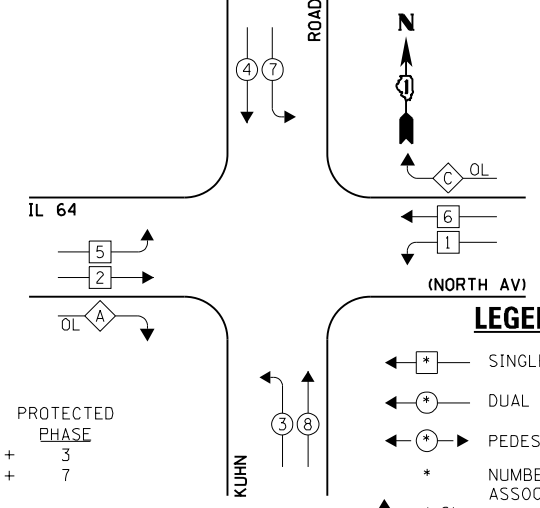 ROAD
N
4
7
C
OL
IL 64
6
5
1
2
(NORTH AV)
A
OL
LEGE
* SINGL
* DUAL
3
8
PROTECTED
PHASE
* PEDES
+ 3
+ 7
* NUMBE
ASSOC
KUHN